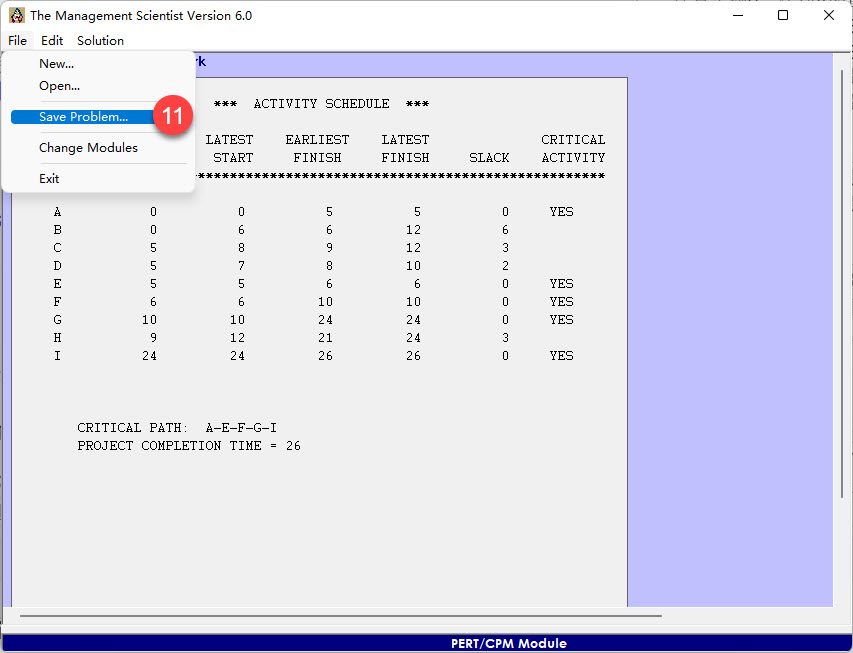 The Management Scientist Version 6.0
File Edit Solution
New...
Open...
Save Problem...
11
Change Modules
Exit
rk
*** ACTIVITY SCHEDULE ***
LATEST EARLIEST LATEST CRITICAL
START FINISH FINISH SLACK ACTIVITY
***************************************************
A 0 0 5 5 0 YES
B 0 6 6 12 6
C 5 8 9 12 3
D 5 7 8 10 2
E 5 5 6 6 0 YES
F 6 6 10 10 0 YES
G 10 10 24 24 0 YES
H 9 12 21 24 3
I 24 24 26 26 0 YES
CRITICAL PATH: A-E-F-G-I
PROJECT COMPLETION TIME = 26
PERT/CPM Module